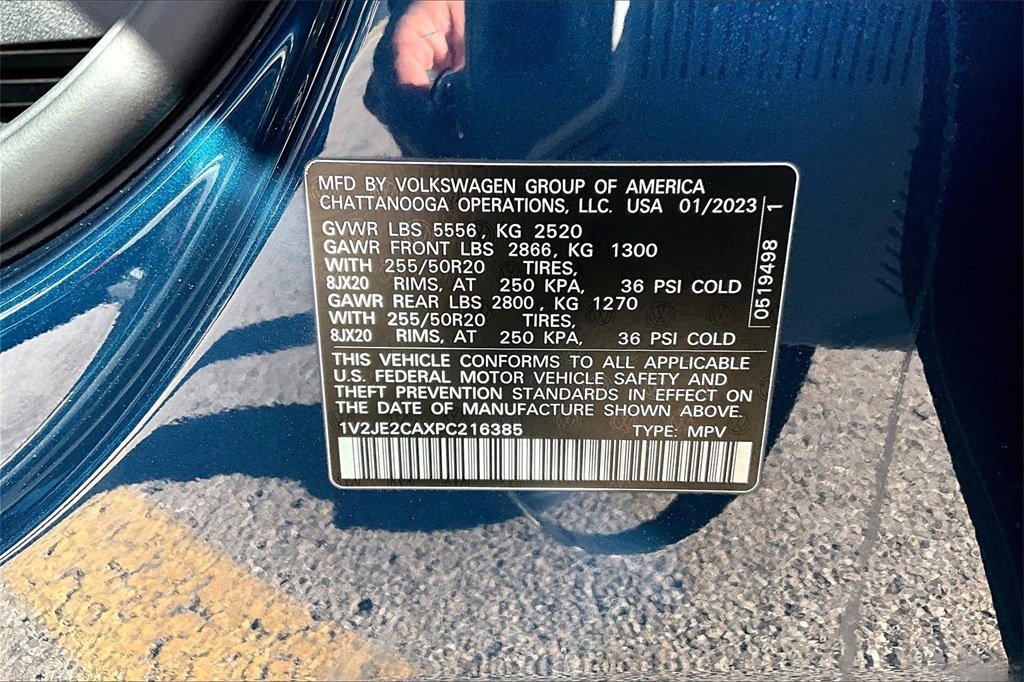 MFD BY VOLKSWAGEN GROUP OF AMERICA
CHATTANOOGA OPERATIONS, LLC. USA 01/2023
GVWR LBS 5556, KG 2520
GAWR FRONT LBS 2866, KG 1300
WITH 255/50R20 TIRES,
8JX20 RIMS, AT 250 KPA, 36 PSI COLD
GAWR REAR LBS 2800, KG 1270
WITH 255/50R20 TIRES,
8JX20 RIMS, AT 250 KPA, 36 PSI COLD
THIS VEHICLE CONFORMS TO ALL APPLICABLE
U.S. FEDERAL MOTOR VEHICLE SAFETY AND
THEFT PREVENTION STANDARDS IN EFFECT ON
THE DATE OF MANUFACTURE SHOWN ABOVE.
1V2JE2CAXPC216385 TYPE: MPV
0519498 1